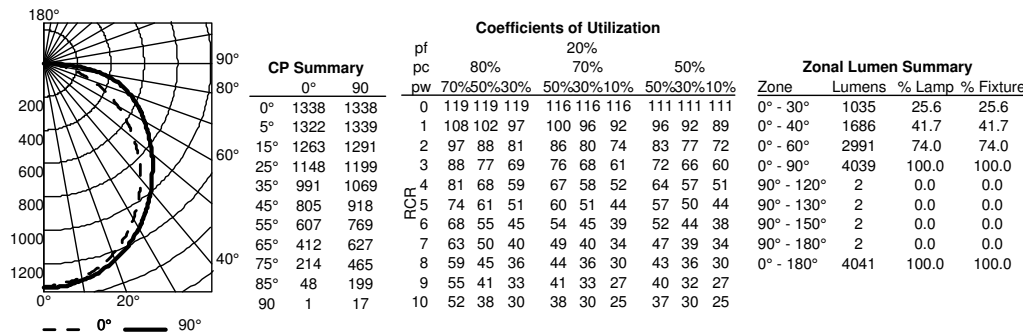 180°
90°
80°
60°
40°
200
400
600
800
1000
1200
0° 20°
0° 90°
CP Summary
0° 90
0° 1338 1338
5° 1322 1339
15° 1263 1291
25° 1148 1199
35° 991 1069
45° 805 918
55° 607 769
65° 412 627
75° 214 465
85° 48 199
90 1 17
Coefficients of Utilization
pf 20%
pc 80% 70% 50%
pw 70%50%30% 50%30%10% 50%30%10%
RCR
0 119 119 119 116 116 116 111 111 111
1 108 102 97 100 96 92 96 92 89
2 97 88 81 86 80 74 83 77 72
3 88 77 69 76 68 61 72 66 60
4 81 68 59 67 58 52 64 57 51
5 74 61 51 60 51 44 57 50 44
6 68 55 45 54 45 39 52 44 38
7 63 50 40 49 40 34 47 39 34
8 59 45 36 44 36 30 43 36 30
9 55 41 33 41 33 27 40 32 27
10 52 38 30 38 30 25 37 30 25
Zonal Lumen Summary
Zone Lumens % Lamp % Fixture
0° - 30° 1035 25.6 25.6
0° - 40° 1686 41.7 41.7
0° - 60° 2991 74.0 74.0
0° - 90° 4039 100.0 100.0
90° - 120° 2 0.0 0.0
90° - 130° 2 0.0 0.0
90° - 150° 2 0.0 0.0
90° - 180° 2 0.0 0.0
0° - 180° 4041 100.0 100.0